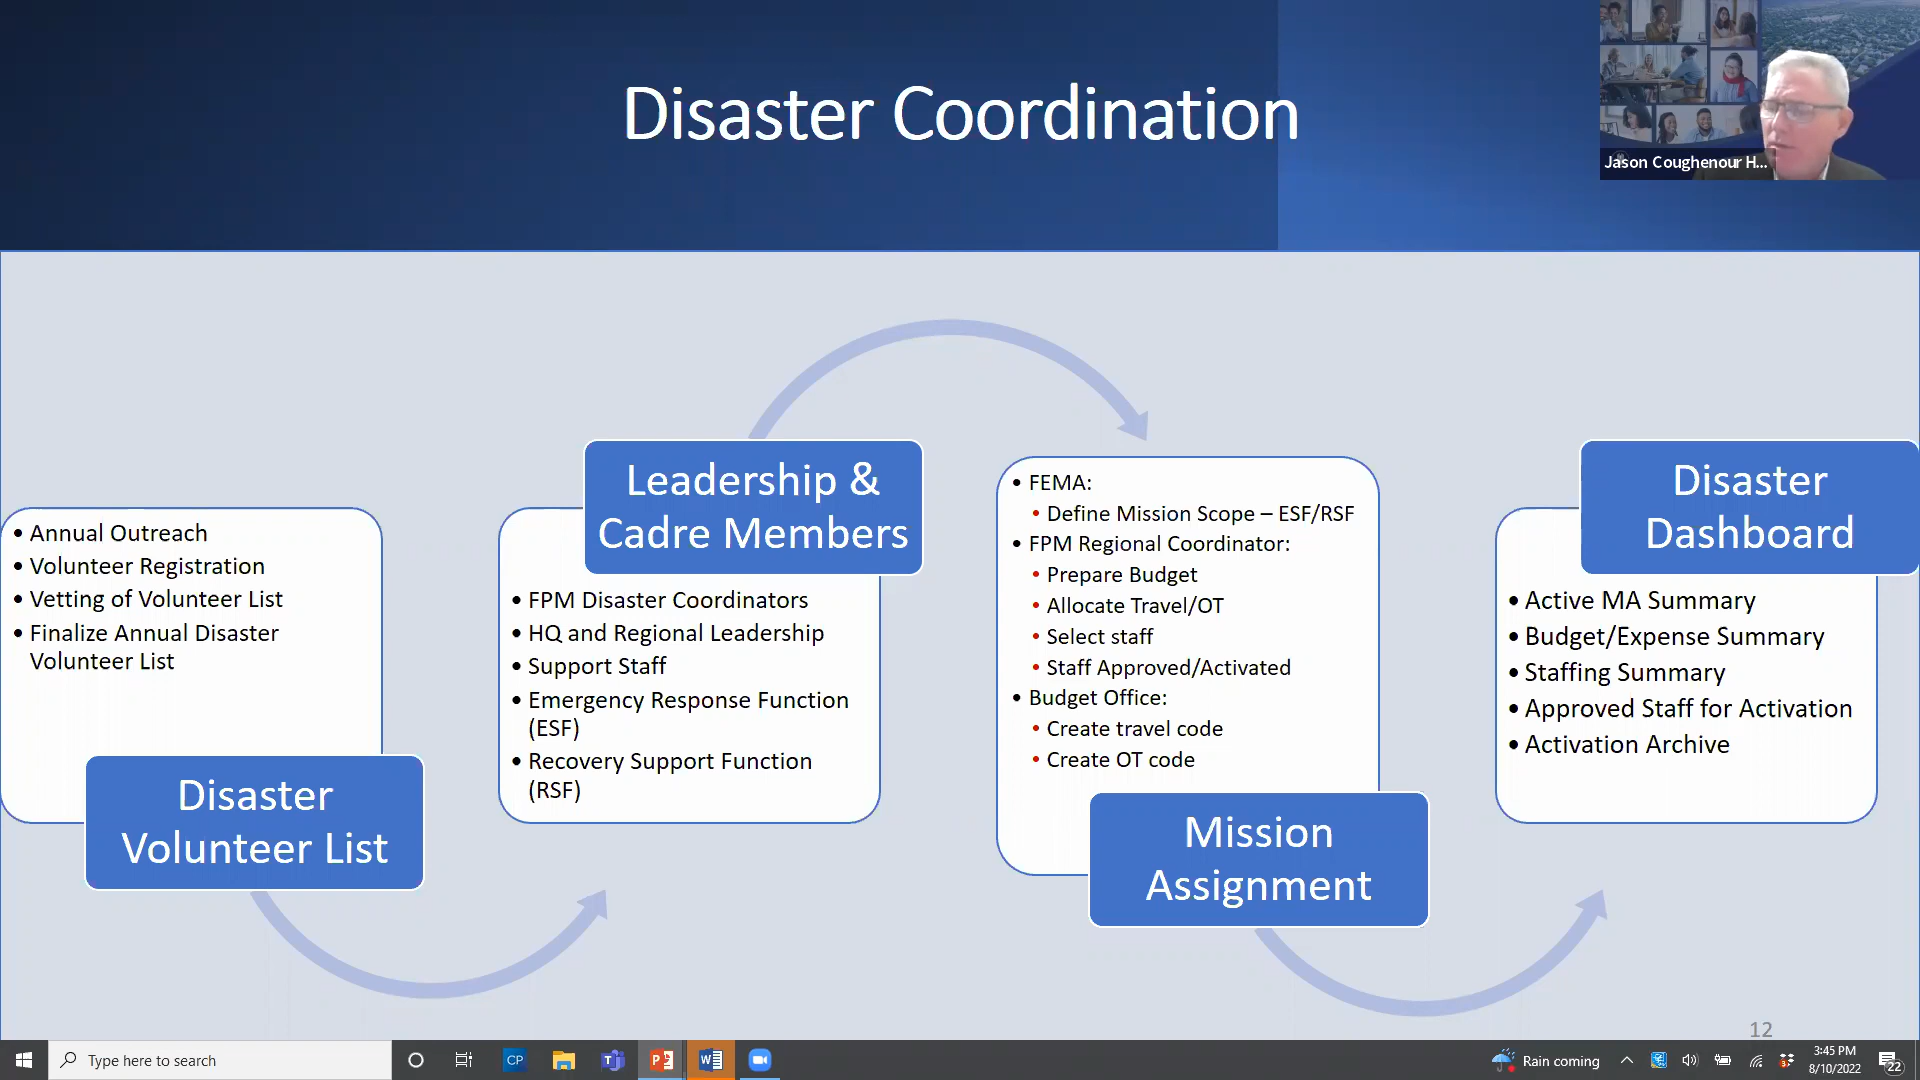 Disaster Coordination
Jason Coughenour H...
• Annual Outreach
• Volunteer Registration
• Vetting of Volunteer List
• Finalize Annual Disaster
Volunteer List
Disaster
Volunteer List
Leadership &
Cadre Members
• FPM Disaster Coordinators
• HQ and Regional Leadership
• Support Staff
• Emergency Response Function
(ESF)
• Recovery Support Function
(RSF)
• FEMA:
• Define Mission Scope – ESF/RSF
• FPM Regional Coordinator:
• Prepare Budget
• Allocate Travel/OT
• Select staff
• Staff Approved/Activated
• Budget Office:
• Create travel code
• Create OT code
Mission
Assignment
Disaster
Dashboard
• Active MA Summary
• Budget/Expense Summary
• Staffing Summary
• Approved Staff for Activation
• Activation Archive
12
Type here to search
CP
Rain coming
3:45 PM
8/10/2022
22